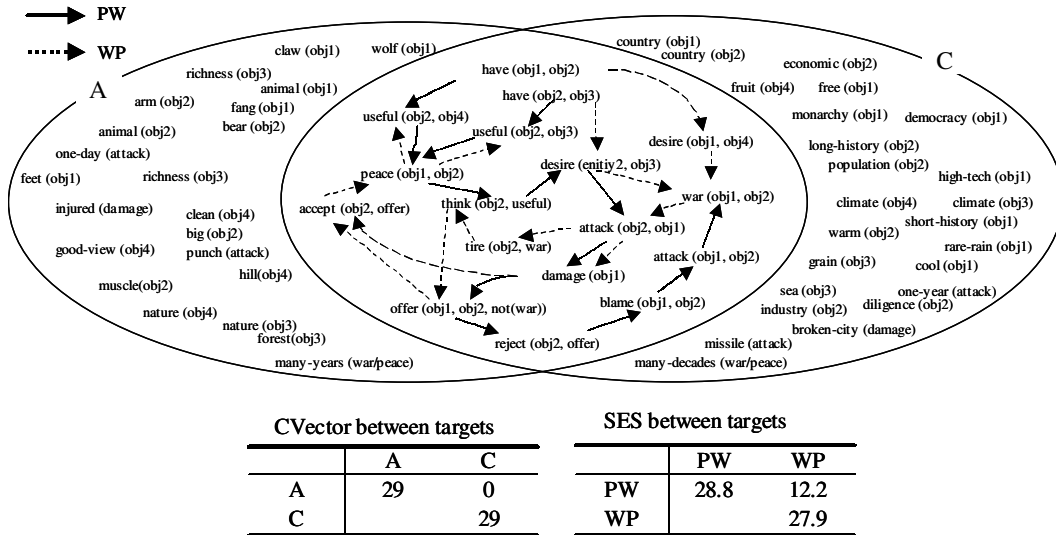 PW
WP
A
C
claw (obj1)
wolf (obj1)
richness (obj3)
animal (obj1)
arm (obj2)
fang (obj1)
bear (obj2)
animal (obj2)
one-day (attack)
feet (obj1)
richness (obj3)
injured (damage)
clean (obj4)
big (obj2)
good-view (obj4)
punch (attack)
hill(obj4)
muscle(obj2)
nature (obj4)
nature (obj3)
forest(obj3)
many-years (war/peace)
have (obj1, obj2)
have (obj2, obj3)
useful (obj2, obj4)
useful (obj2, obj3)
desire (obj1, obj4)
peace (obj1, obj2)
desire (enitiy2, obj3)
accept (obj2, offer)
think (obj2, useful)
war (obj1, obj2)
attack (obj2, obj1)
tire (obj2, war)
attack (obj1, obj2)
damage (obj1)
offer (obj1, obj2, not(war))
blame (obj1, obj2)
reject (obj2, offer)
country (obj1)
country (obj2)
economic (obj2)
fruit (obj4)
free (obj1)
monarchy (obj1)
democracy (obj1)
long-history (obj2)
population (obj2)
high-tech (obj1)
climate (obj4)
climate (obj3)
short-history (obj1)
warm (obj2)
rare-rain (obj1)
grain (obj3)
cool (obj1)
sea (obj3)
one-year (attack)
industry (obj2)
diligence (obj2)
broken-city (damage)
missile (attack)
many-decades (war/peace)
CVector between targets
A C
A 29 0
C 29
SES between targets
PW WP
PW 28.8 12.2
WP 27.9